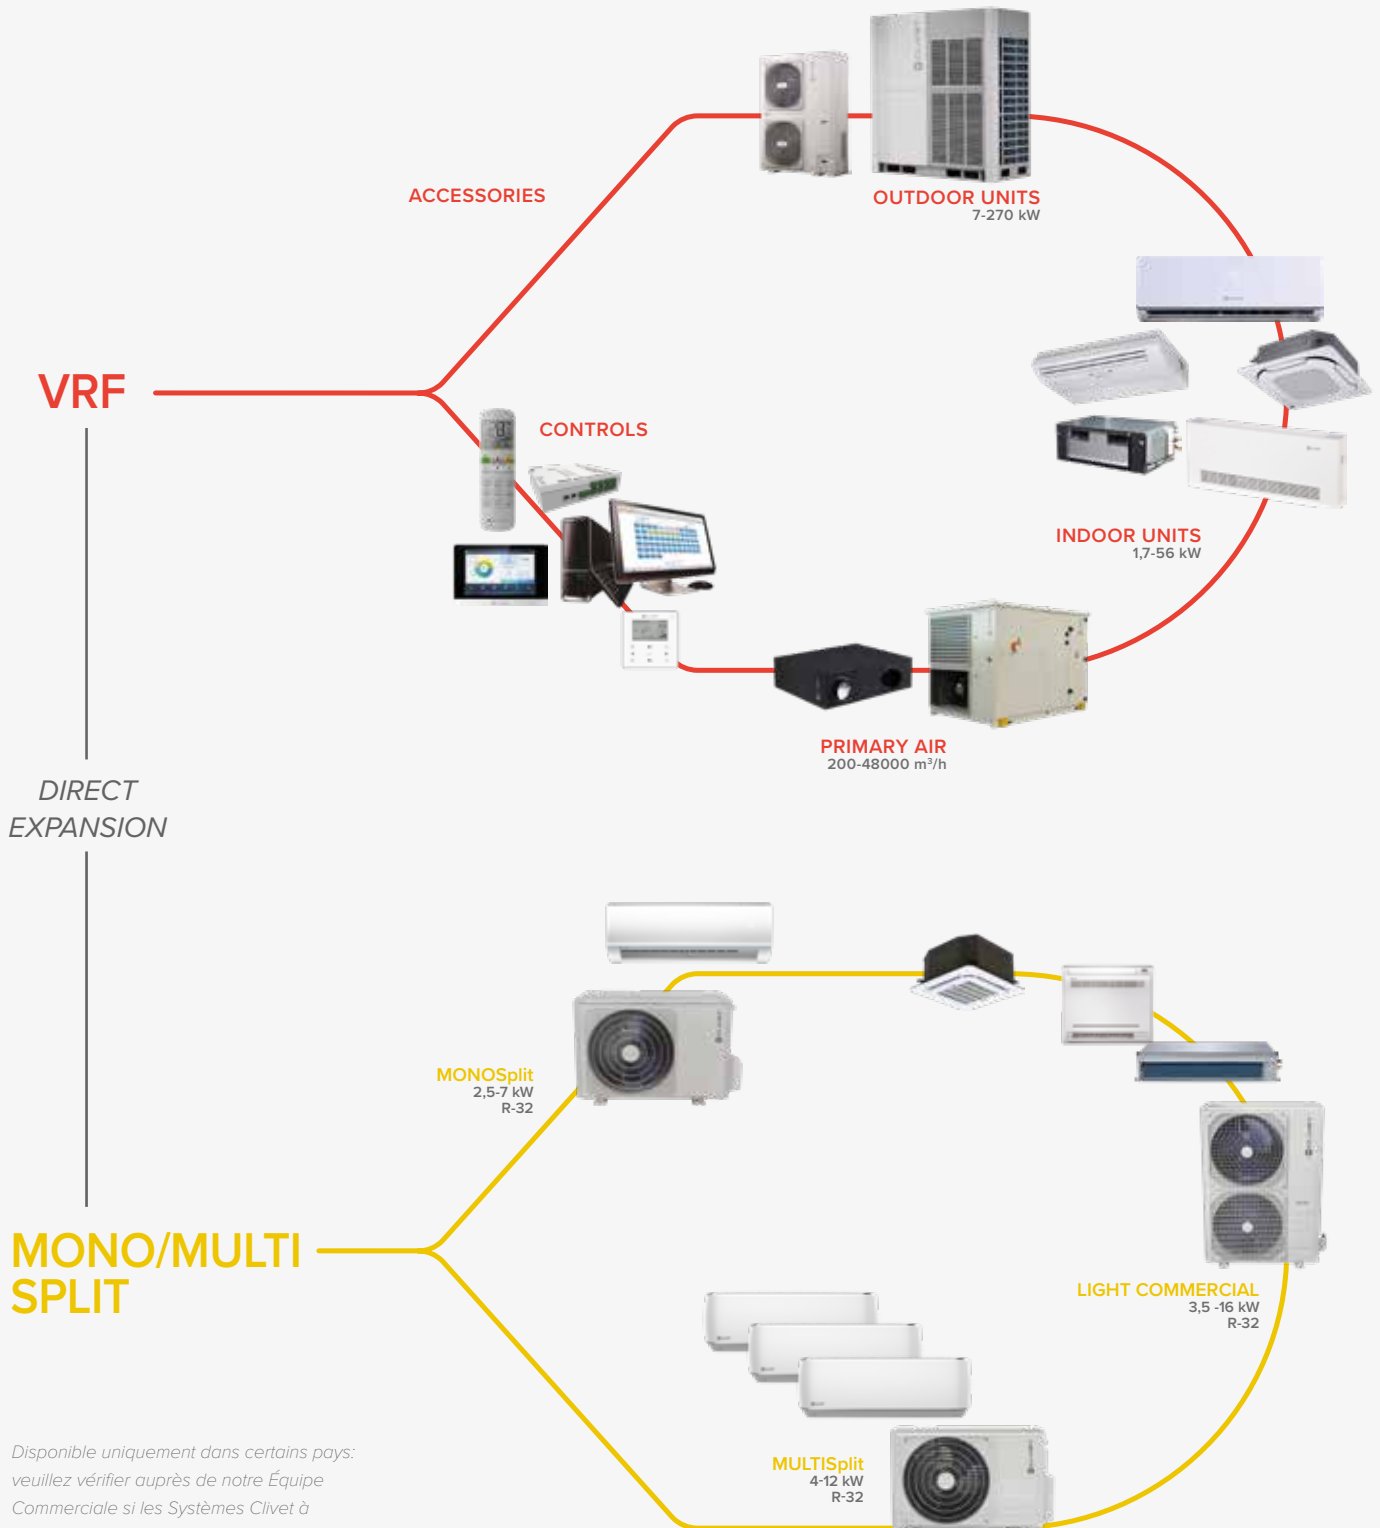 ACCESSORIES
OUTDOOR UNITS
7-270 kW
VRF
CONTROLS
INDOOR UNITS
1,7-56 kW
PRIMARY AIR
200-48000 m³/h
DIRECT
EXPANSION
MONOSplit
2,5-7 kW
R-32
MONO/MULTI
SPLIT
LIGHT COMMERCIAL
3,5 -16 kW
R-32
MULTISplit
4-12 kW
R-32
Disponible uniquement dans certains pays:
veuillez vérifier auprès de notre Équipe
Commerciale si les Systèmes Clivet à